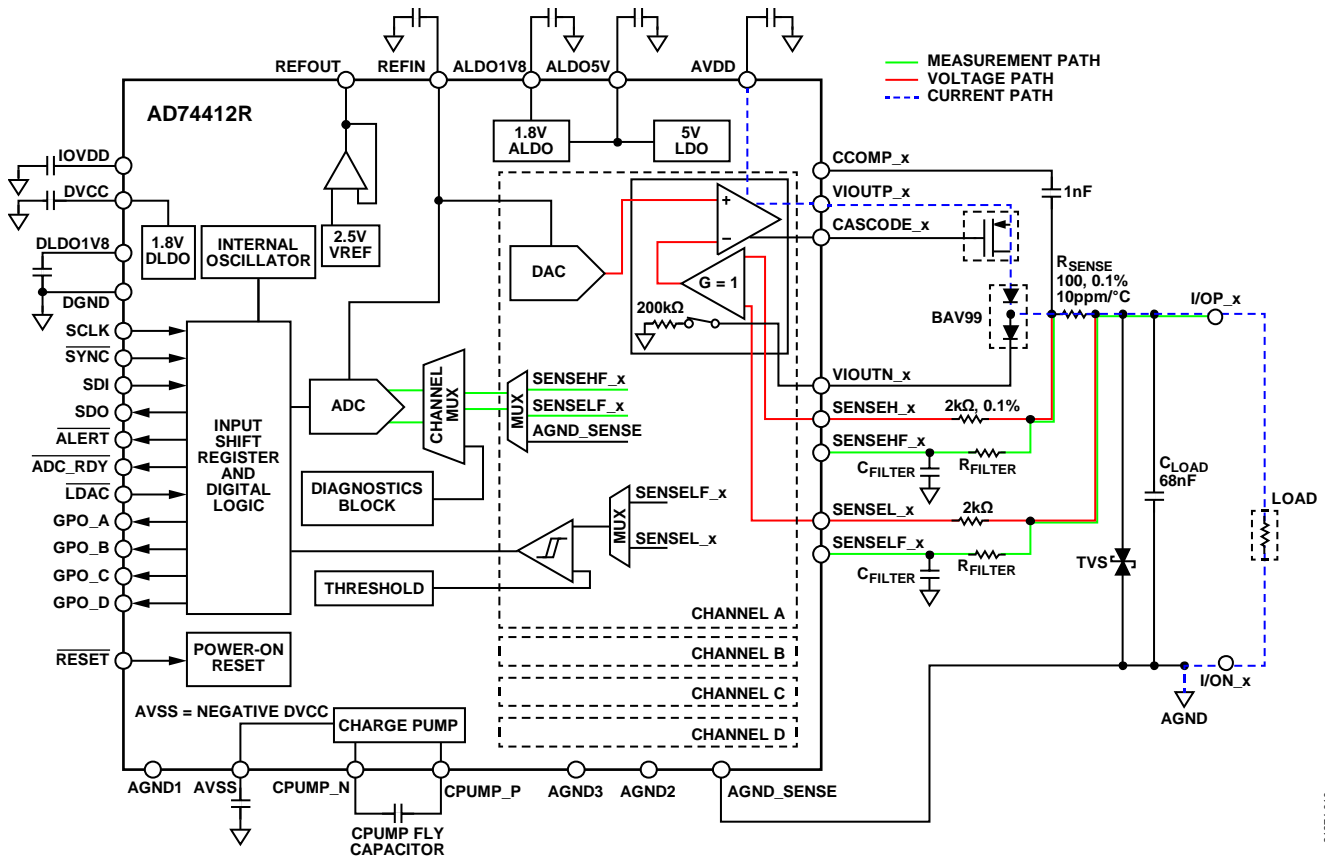 REFOUT
REFIN
ALDO1V8
ALDO5V
AVDD
MEASUREMENT PATH
VOLTAGE PATH
CURRENT PATH
AD74412R
IOVDD
DVCC
DLDO1V8
DGND
SCLK
SYNC
SDI
SDO
ALERT
ADC_RDY
LDAC
GPO_A
GPO_B
GPO_C
GPO_D
RESET
1.8V
DLDO
INTERNAL
OSCILLATOR
2.5V
VREF
1.8V
ALDO
5V
LDO
INPUT
SHIFT
REGISTER
AND
DIGITAL
LOGIC
POWER-ON
RESET
ADC
CHANNEL
MUX
MUX
SENSEHF_x
SENSELF_x
AGND_SENSE
DIAGNOSTICS
BLOCK
THRESHOLD
MUX
SENSELF_x
SENSEL_x
DAC
+
–
G = 1
200kΩ
CHANNEL A
CHANNEL B
CHANNEL C
CHANNEL D
CCOMP_x
VIOUTP_x
CASCODE_x
VIOUTN_x
SENSEH_x
SENSEHF_x
SENSEL_x
SENSELF_x
1nF
RSENSE
100, 0.1%
10ppm/°C
I/OP_x
BAV99
2kΩ, 0.1%
CFILTER
RFILTER
2kΩ
CFILTER
RFILTER
CLOAD
68nF
TVS
LOAD
I/ON_x
AGND
AVSS = NEGATIVE DVCC
CHARGE PUMP
AGND1
AVSS
CPUMP_N
CPUMP_P
AGND3
AGND2
AGND_SENSE
CPUMP FLY
CAPACITOR